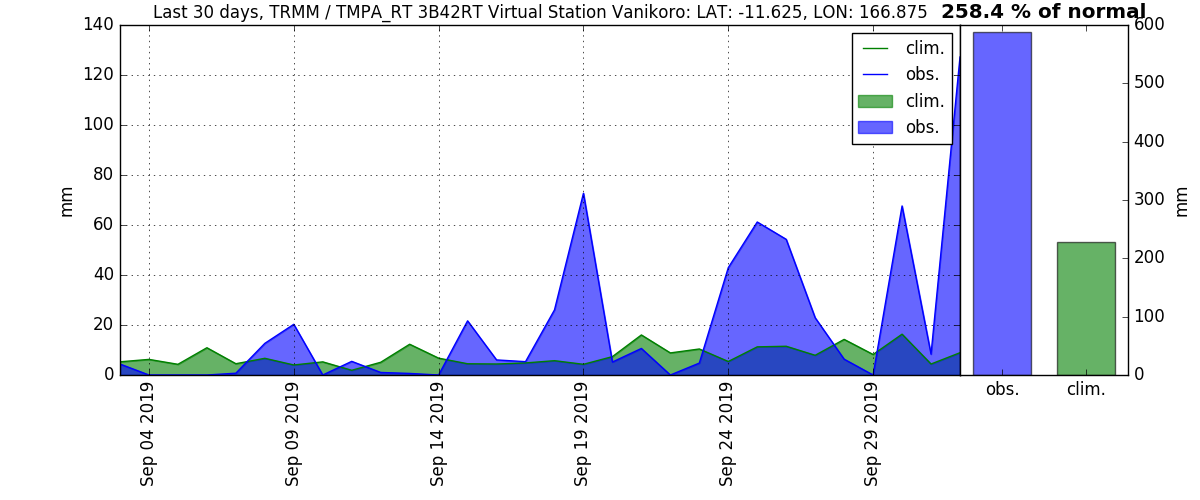 Last 30 days, TRMM / TMPA_RT 3B42RT Virtual Station Vanikoro: LAT: -11.625, LON: 166.875 258.4 % of normal
140
120
100
80
60
40
20
0
mm
clim.
obs.
clim.
obs.
Sep 04 2019
Sep 09 2019
Sep 14 2019
Sep 19 2019
Sep 24 2019
Sep 29 2019
600
500
400
300
200
100
0
mm
obs.
clim.